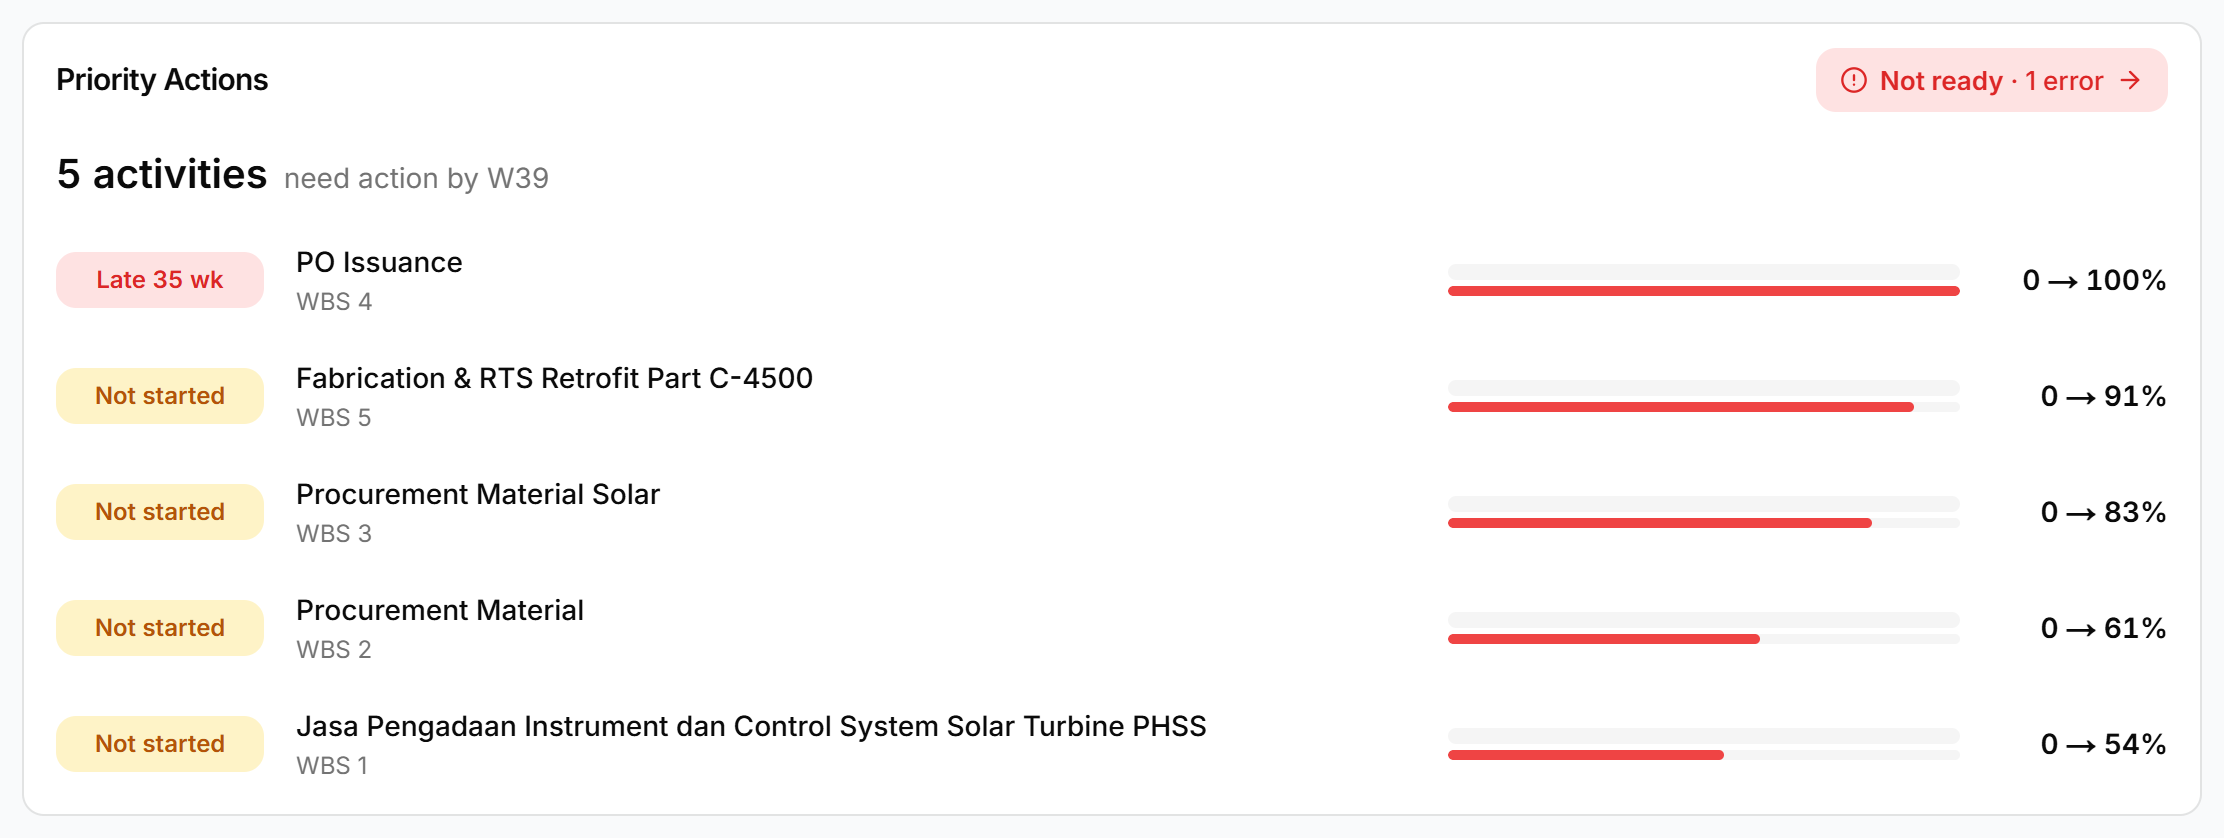 Priority Actions
Not ready · 1 error →
5 activities need action by W39
Late 35 wk
PO Issuance
WBS 4
0 → 100%
Not started
Fabrication & RTS Retrofit Part C-4500
WBS 5
0 → 91%
Not started
Procurement Material Solar
WBS 3
0 → 83%
Not started
Procurement Material
WBS 2
0 → 61%
Not started
Jasa Pengadaan Instrument dan Control System Solar Turbine PHSS
WBS 1
0 → 54%